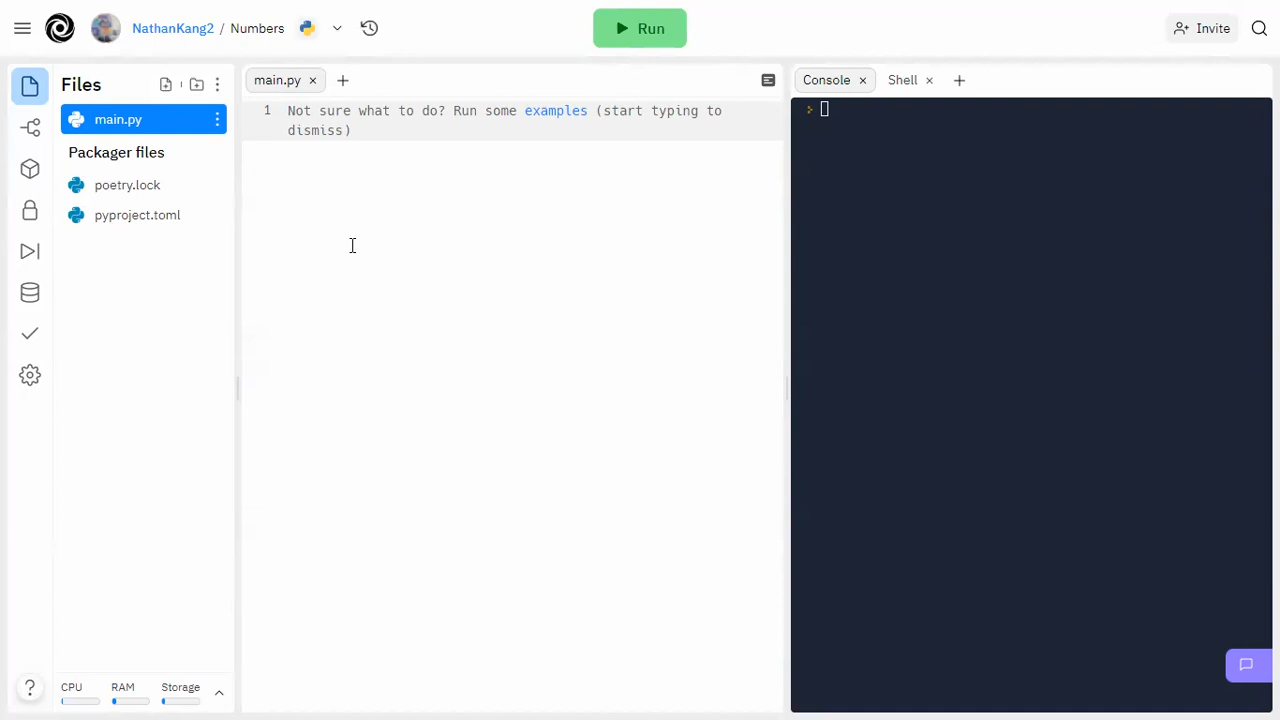 NathanKang2 / Numbers
Run
Invite
Files
main.py
Packager files
poetry.lock
pyproject.toml
CPU
RAM
Storage
?
main.py × +
1 Not sure what to do? Run some examples (start typing to
dismiss)
Console × Shell × +